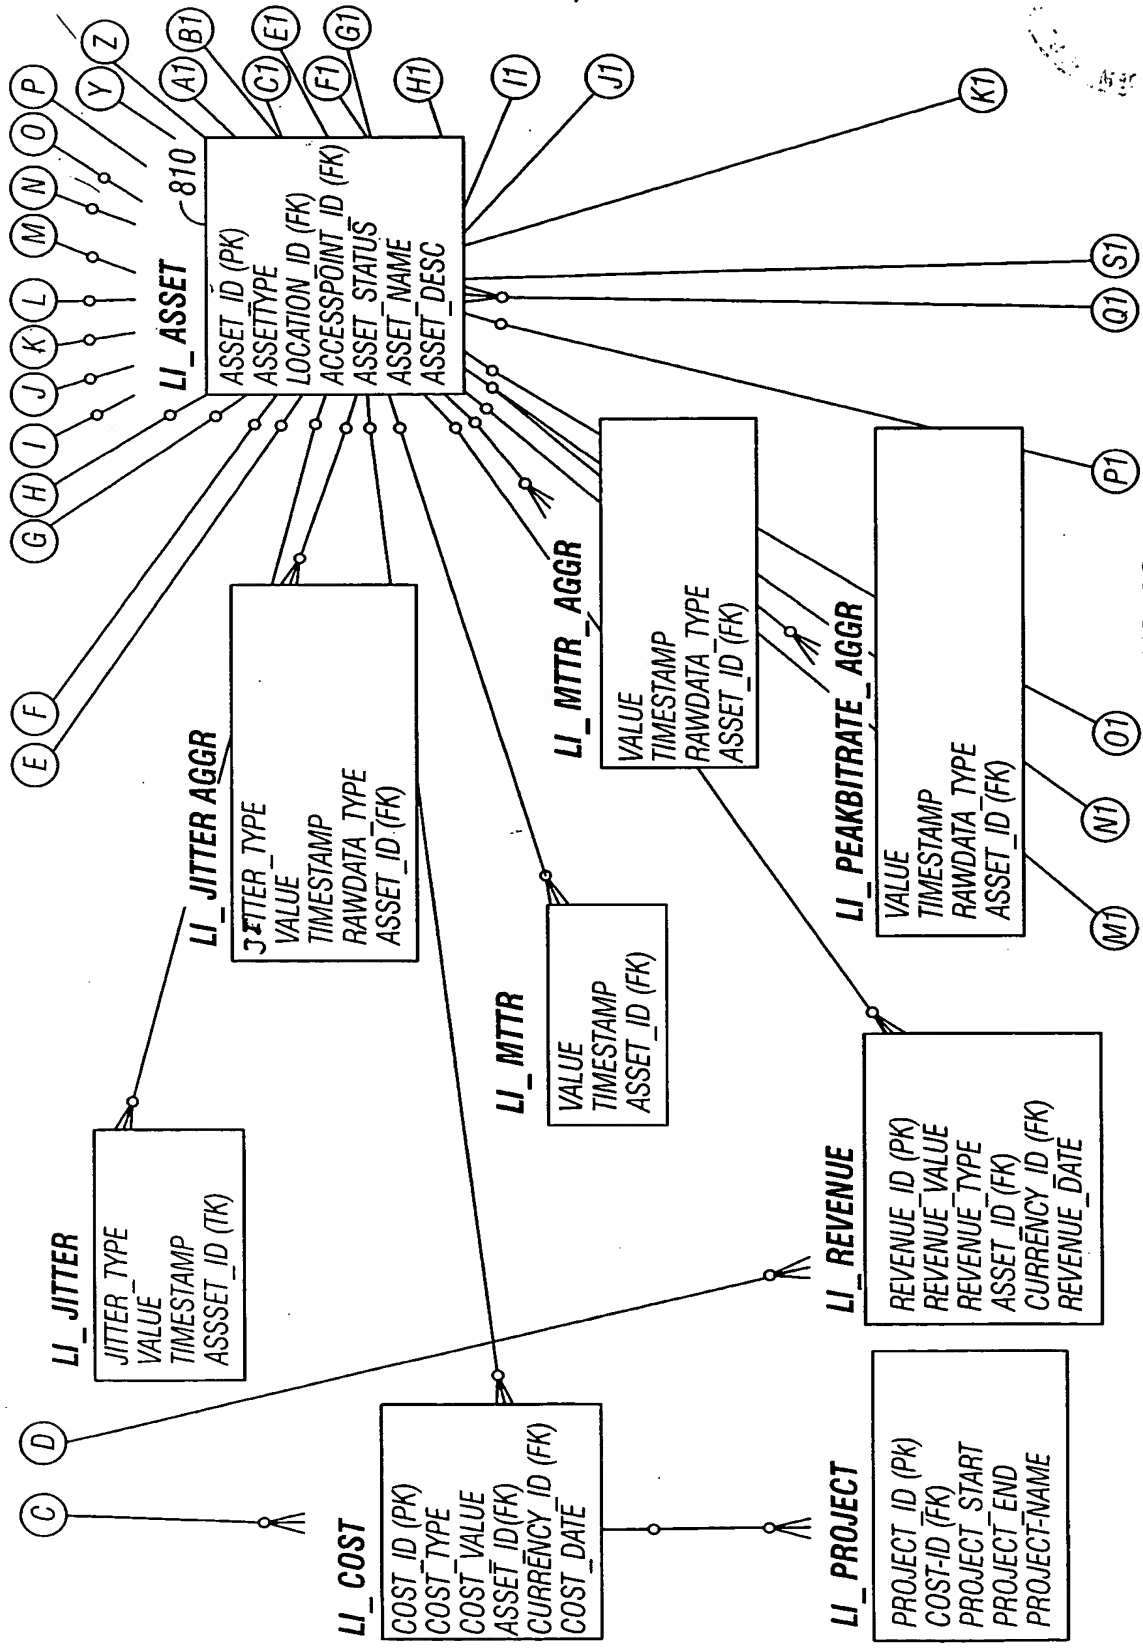 C
D
E
F
G
H
I
J
K
L
M
N
O
P
Y
Z
A1
B1
C1
E1
F1
G1
H1
I1
J1
K1
S1
Q1
P1
O1
N1
M1
810
LI_ASSET
ASSET_ID (PK)
ASSETTYPE
LOCATION_ID (FK)
ACCESSPOINT_ID (FK)
ASSET_STATUS
ASSET_NAME
ASSET_DESC
LI_JITTER AGGR
JITTER_TYPE
VALUE
TIMESTAMP
RAWDATA_TYPE
ASSET_ID (FK)
LI_JITTER
JITTER_TYPE
VALUE
TIMESTAMP
ASSSET_ID (TK)
LI_MTTR_AGGR
VALUE
TIMESTAMP
RAWDATA_TYPE
ASSET_ID (FK)
LI_MTTR
VALUE
TIMESTAMP
ASSET_ID (FK)
LI_PEAKBITRATE_AGGR
VALUE
TIMESTAMP
RAWDATA_TYPE
ASSET_ID (FK)
LI_COST
COST_ID (PK)
COST_TYPE
COST_VALUE
ASSET_ID(FK)
CURRENCY_ID (FK)
COST_DATE
LI_REVENUE
REVENUE_ID (PK)
REVENUE_VALUE
REVENUE_TYPE
ASSET_ID (FK)
CURRENCY_ID (FK)
REVENUE_DATE
LI_PROJECT
PROJECT_ID (PK)
COST-ID (FK)
PROJECT_START
PROJECT_END
PROJECT-NAME